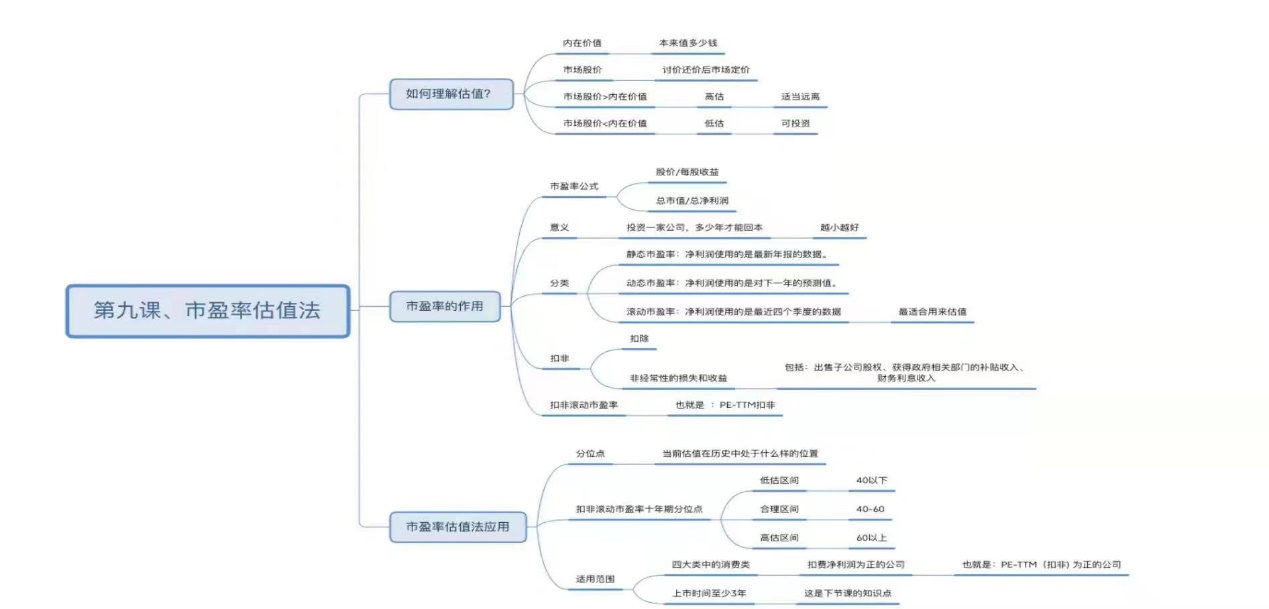 第九课、市盈率估值法
如何理解估值?
内在价值
本来值多少钱
市场股价
讨价还价后市场定价
市场股价>内在价值
高估
适当远离
市场股价<内在价值
低估
可投资
市盈率的作用
市盈率公式
股价/每股收益
总市值/总净利润
意义
投资一家公司，多少年才能回本
越小越好
分类
静态市盈率：净利润使用的是最新年报的数据。
动态市盈率：净利润使用的是对下一年的预测值。
滚动市盈率：净利润使用的是最近四个季度的数据
最适合用来估值
扣非
扣除
非经常性的损失和收益
包括：出售子公司股权、获得政府相关部门的补贴收入、
财务利息收入
扣非滚动市盈率
也就是 ：PE-TTM扣非
市盈率估值法应用
分位点
当前估值在历史中处于什么样的位置
扣非滚动市盈率十年期分位点
低估区间
40以下
合理区间
40-60
高估区间
60以上
适用范围
四大类中的消费类
扣费净利润为正的公司
也就是：PE-TTM（扣非) 为正的公司
上市时间至少3年
这是下节课的知识点